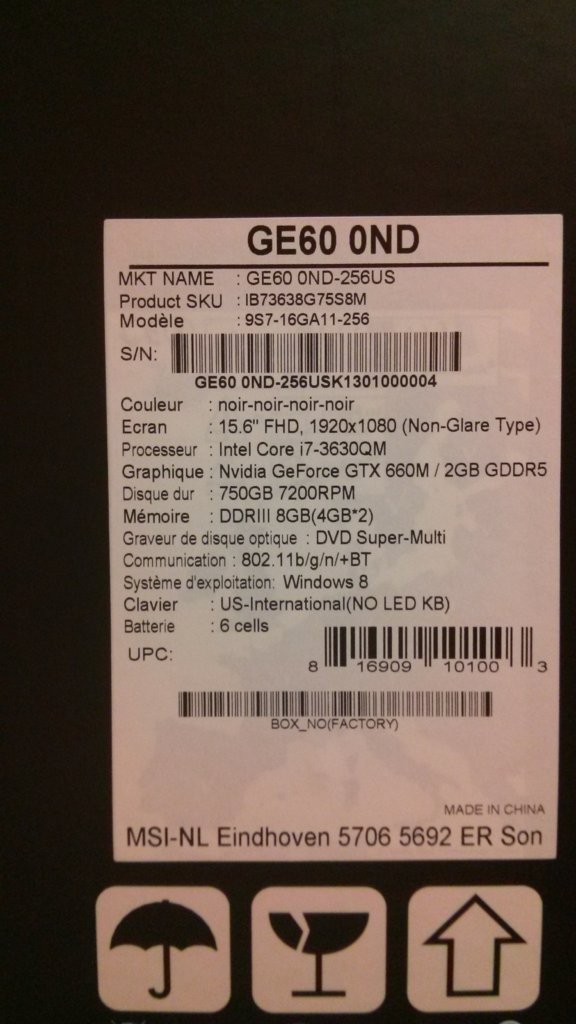 GE60 0ND
MKT NAME : GE60 0ND-256US
Product SKU : IB73638G75S8M
Modèle : 9S7-16GA11-256
S/N:
GE60 0ND-256USK1301000004
Couleur : noir-noir-noir-noir
Ecran : 15.6" FHD, 1920x1080 (Non-Glare Type)
Processeur : Intel Core i7-3630QM
Graphique : Nvidia GeForce GTX 660M / 2GB GDDR5
Disque dur : 750GB 7200RPM
Mémoire : DDRIII 8GB(4GB*2)
Graveur de disque optique : DVD Super-Multi
Communication : 802.11b/g/n/+BT
Système d'exploitation: Windows 8
Clavier : US-International(NO LED KB)
Batterie : 6 cells
UPC:
8 16909 10100 3
BOX_NO(FACTORY)
MADE IN CHINA
MSI-NL Eindhoven 5706 5692 ER Son